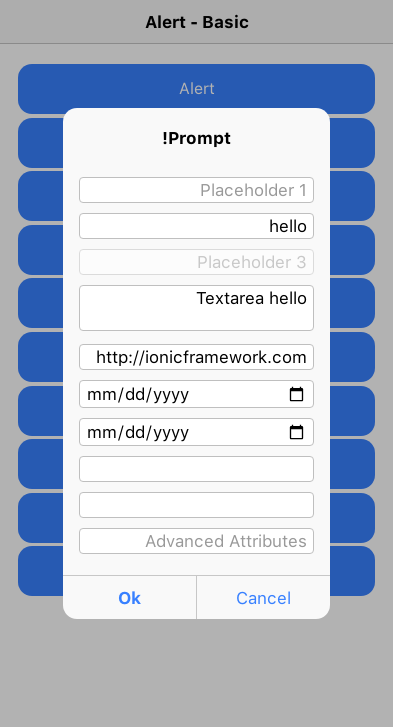 Alert - Basic
Alert
!Prompt
Placeholder 1
hello
Placeholder 3
Textarea hello
http://ionicframework.com
mm/dd/yyyy
mm/dd/yyyy
Advanced Attributes
Ok
Cancel